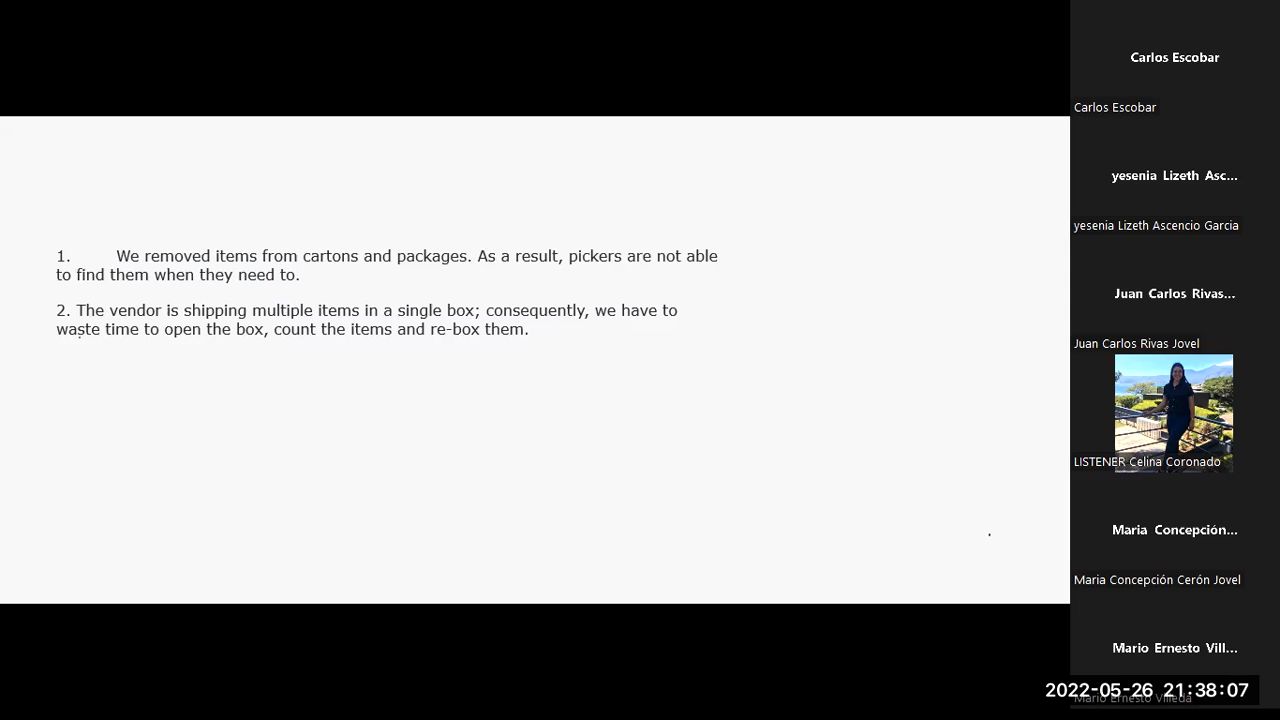 1. We removed items from cartons and packages. As a result, pickers are not able
to find them when they need to.
2. The vendor is shipping multiple items in a single box; consequently, we have to
waste time to open the box, count the items and re-box them.
.
Carlos Escobar
Carlos Escobar
yesenia Lizeth Asc...
yesenia Lizeth Ascencio Garcia
Juan Carlos Rivas...
Juan Carlos Rivas Jovel
LISTENER Celina Coronado
Maria Concepción...
Maria Concepción Cerón Jovel
Mario Ernesto Vill...
2022-05-26 21:38:07
Mario Ernesto Villeda